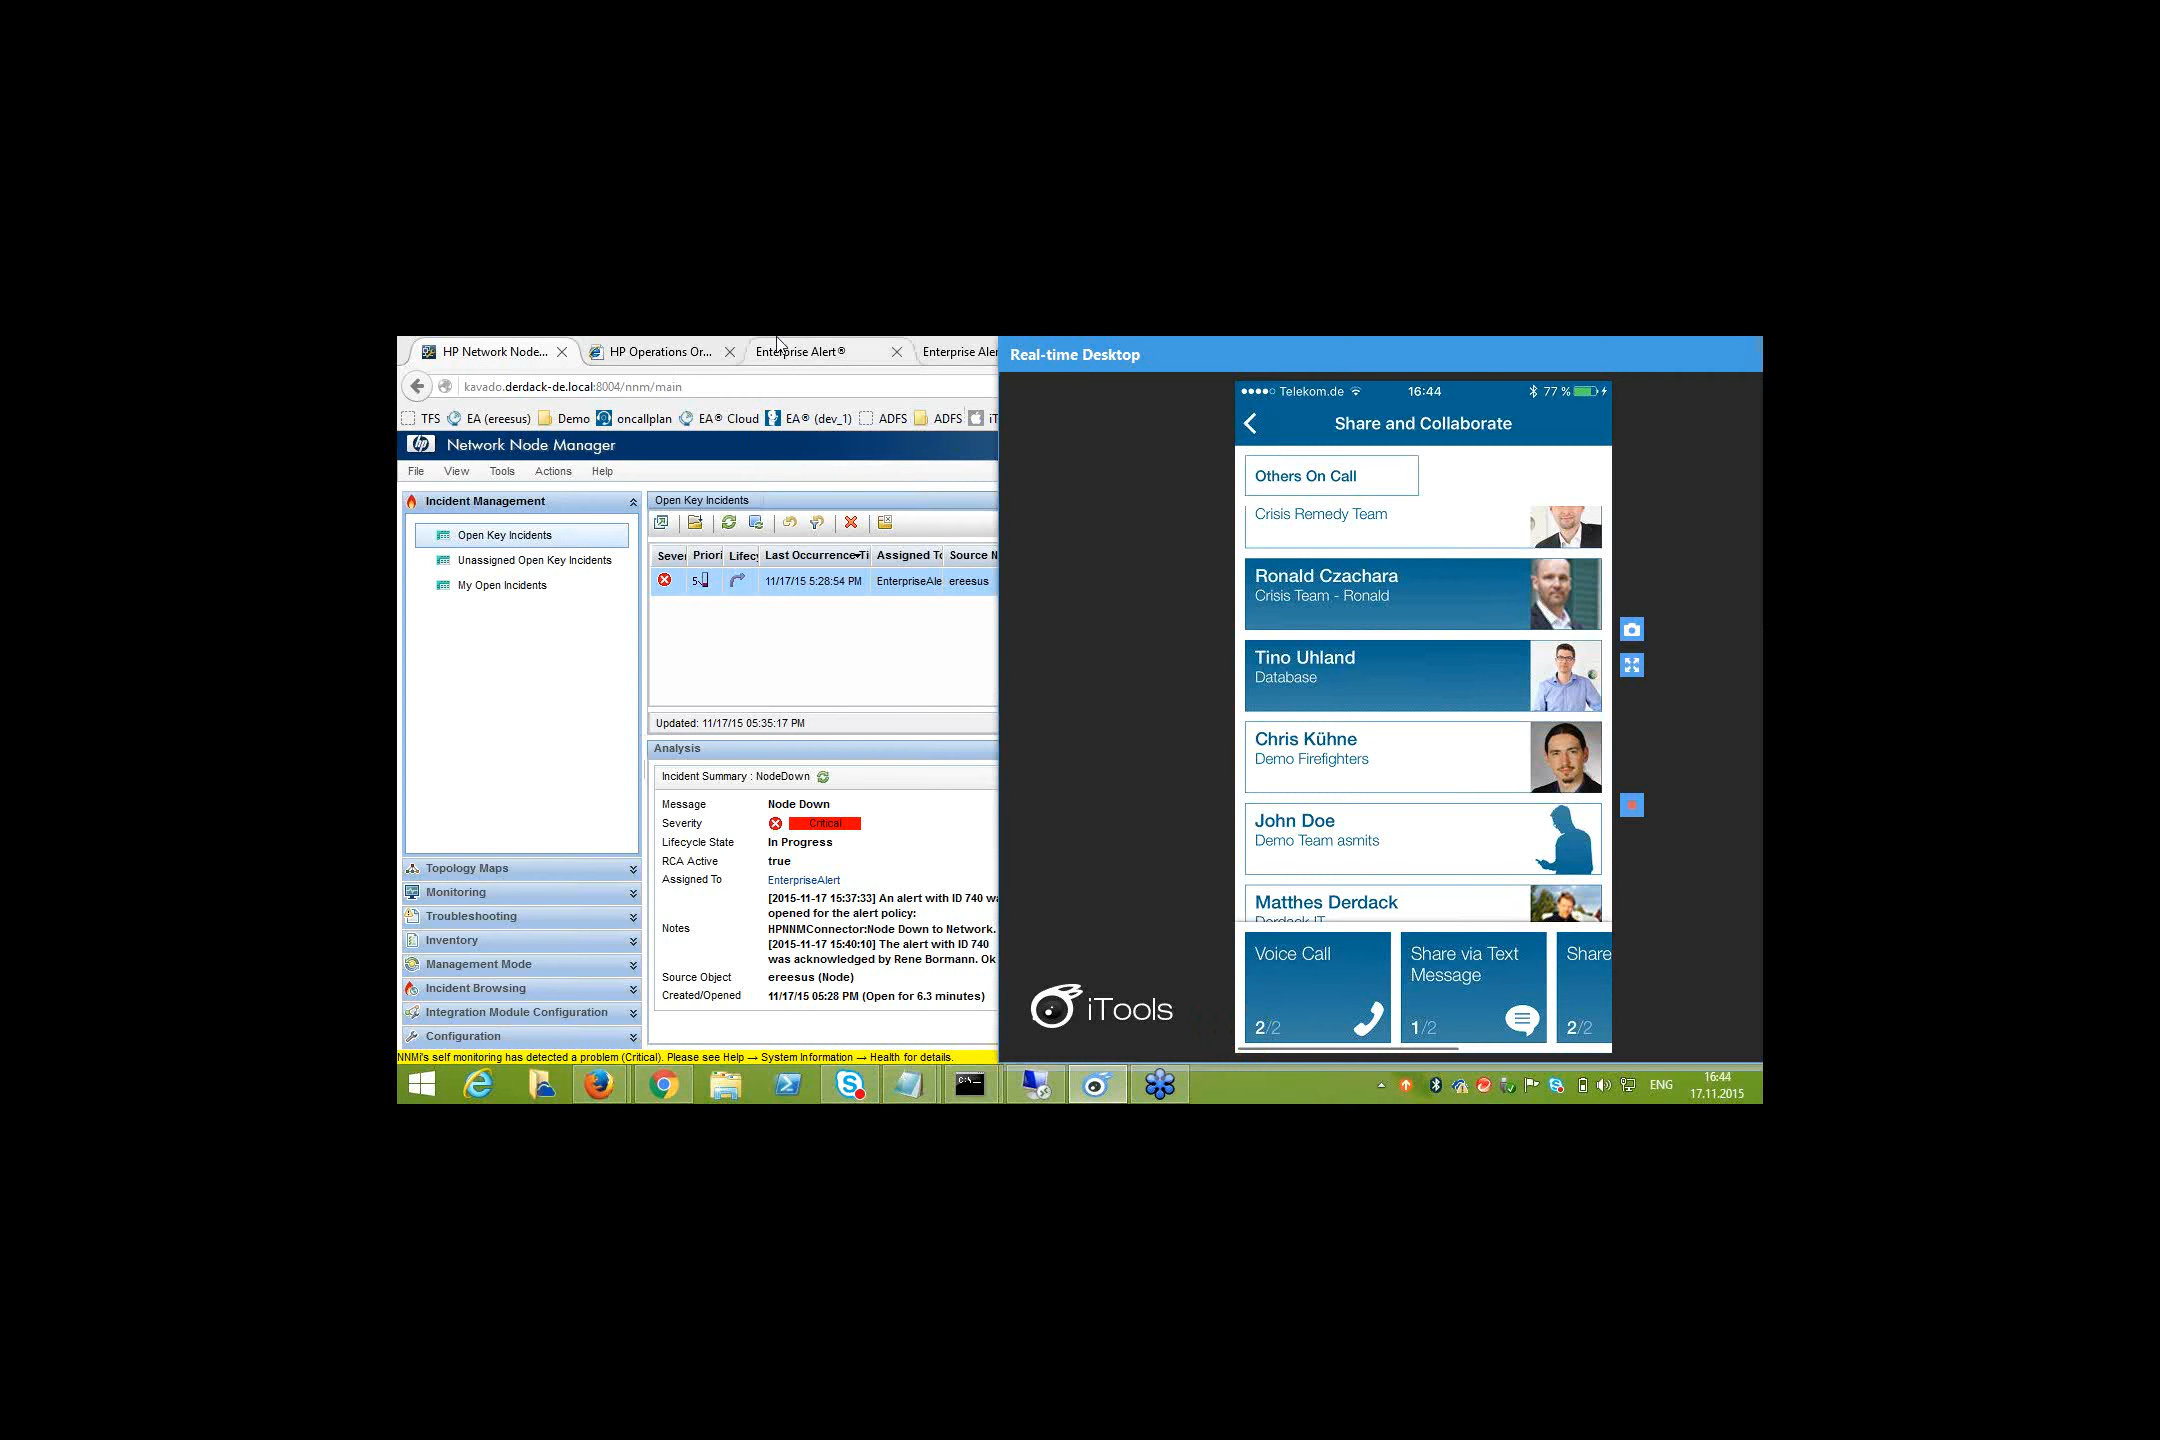 HP Network Node...
HP Operations Or...
Enterprise Alert®
Enterprise Aler
kavado.derdack-de.local:8004/nnm/main
TFS
EA (ereesus)
Demo
oncallplan
EA® Cloud
EA® (dev_1)
ADFS
ADFS
iT
hp
Network Node Manager
File
View
Tools
Actions
Help
Incident Management
Open Key Incidents
Unassigned Open Key Incidents
My Open Incidents
Topology Maps
Monitoring
Troubleshooting
Inventory
Management Mode
Incident Browsing
Integration Module Configuration
Configuration
Open Key Incidents
Sever Priori Lifecy Last Occurrence Ti Assigned To Source N
5 11/17/15 5:28:54 PM EnterpriseAle ereesus
Updated: 11/17/15 05:35:17 PM
Analysis
Incident Summary : NodeDown
Message Node Down
Severity Critical
Lifecycle State In Progress
RCA Active true
Assigned To EnterpriseAlert
[2015-11-17 15:37:33] An alert with ID 740 wa
opened for the alert policy:
Notes HPNNMConnector:Node Down to Network.
[2015-11-17 15:40:10] The alert with ID 740
was acknowledged by Rene Bormann. Ok
Source Object ereesus (Node)
Created/Opened 11/17/15 05:28 PM (Open for 6.3 minutes)
NNMi's self monitoring has detected a problem (Critical). Please see Help → System Information → Health for details.
Real-time Desktop
Telekom.de 16:44 77 %
Share and Collaborate
Others On Call
Crisis Remedy Team
Ronald Czachara
Crisis Team - Ronald
Tino Uhland
Database
Chris Kühne
Demo Firefighters
John Doe
Demo Team asmits
Matthes Derdack
Derdack IT
Voice Call
2/2
Share via Text
Message
1/2
Share
2/2
iTools
ENG
16:44
17.11.2015